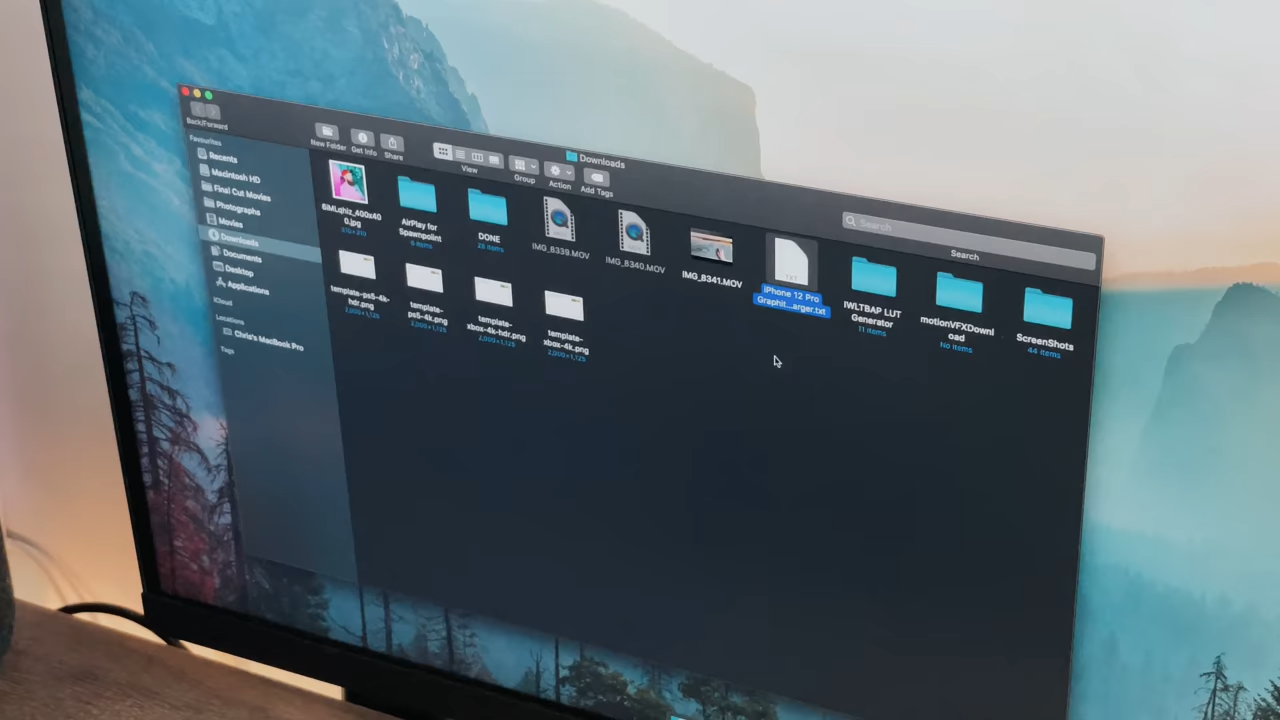 Downloads
Back/Forward
New Folder
Get Info
Share
View
Group
Action
Add Tags
Search
Search
Favourites
Recents
Macintosh HD
Final Cut Movies
Photographs
Movies
Downloads
Documents
Desktop
Applications
iCloud
Locations
Chris's MacBook Pro
Tags
6iMLqhiz_400x40
0.jpg
AirPlay for
Spawnpoint
6 items
DONE
IMG_8339.MOV
IMG_8340.MOV
IMG_8341.MOV
TXT
iPhone 12 Pro
Graphit...arger.txt
IWLTBAP LUT
Generator
11 items
motionVFXDownl
oad
No items
ScreenShots
44 items
template-ps5-4k-
hdr.png
2,000×1,125
template-
ps5-4k.png
2,000×1,125
template-
xbox-4k-hdr.png
2,000×1,125
template-
xbox-4k.png
2,000×1,125